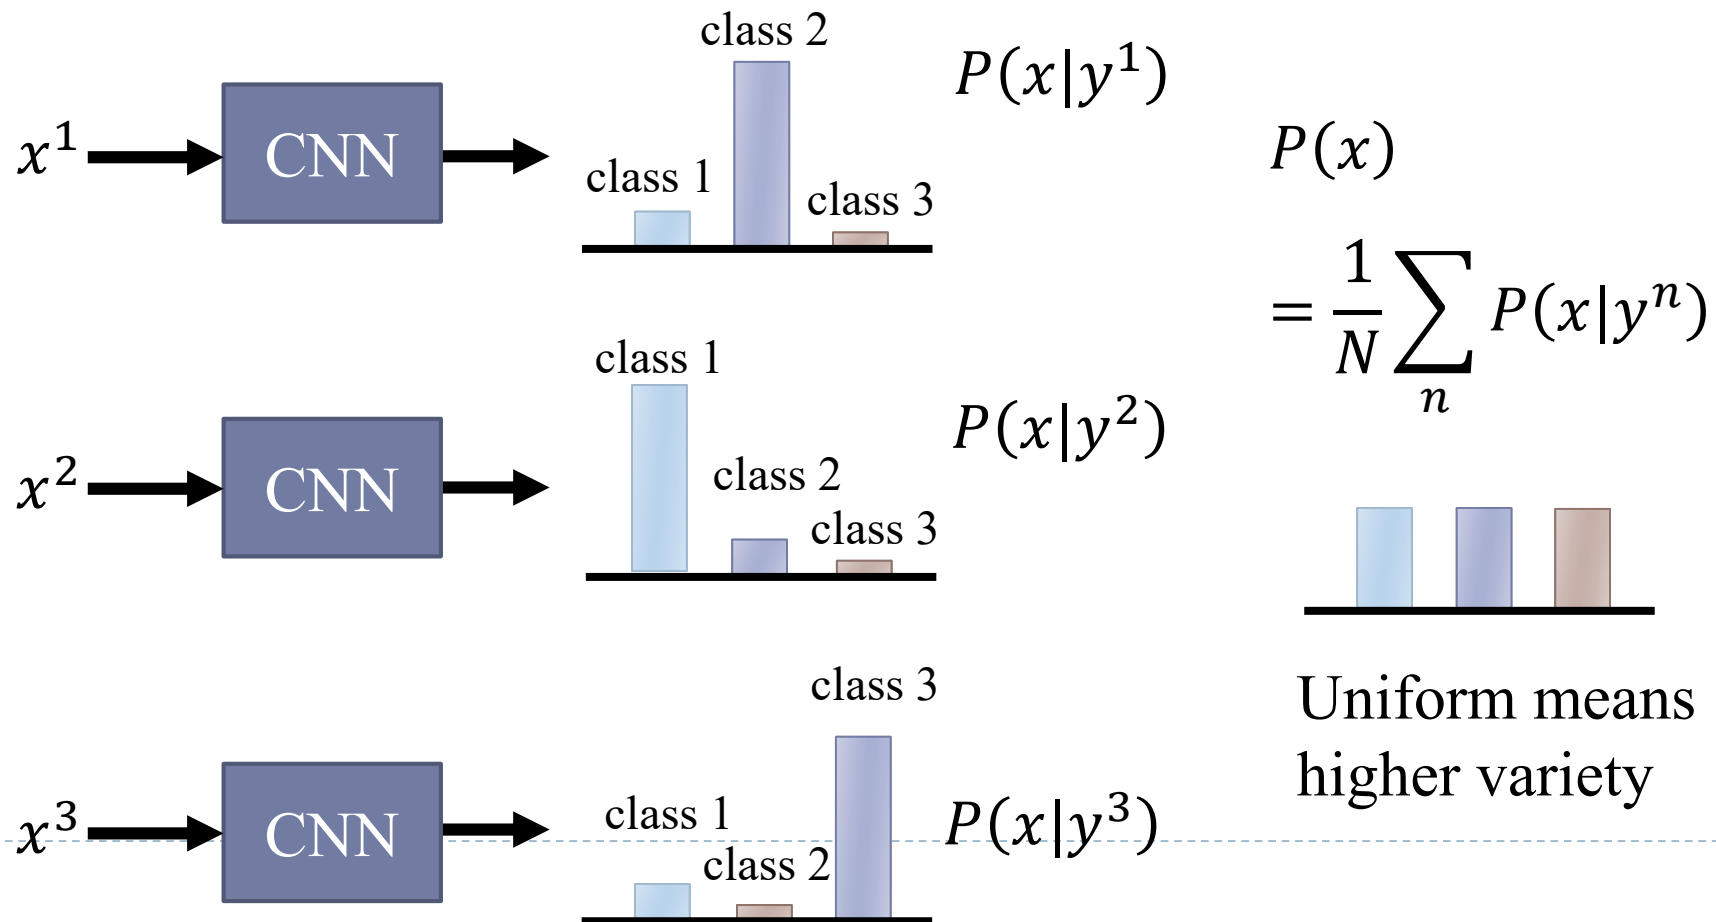 x¹
CNN
class 1
class 2
class 3
P(x|y¹)
x²
CNN
class 1
class 2
class 3
P(x|y²)
x³
CNN
class 1
class 2
class 3
P(x|y³)
P(x)
= 1/N ∑ₙ P(x|yⁿ)
Uniform means
higher variety